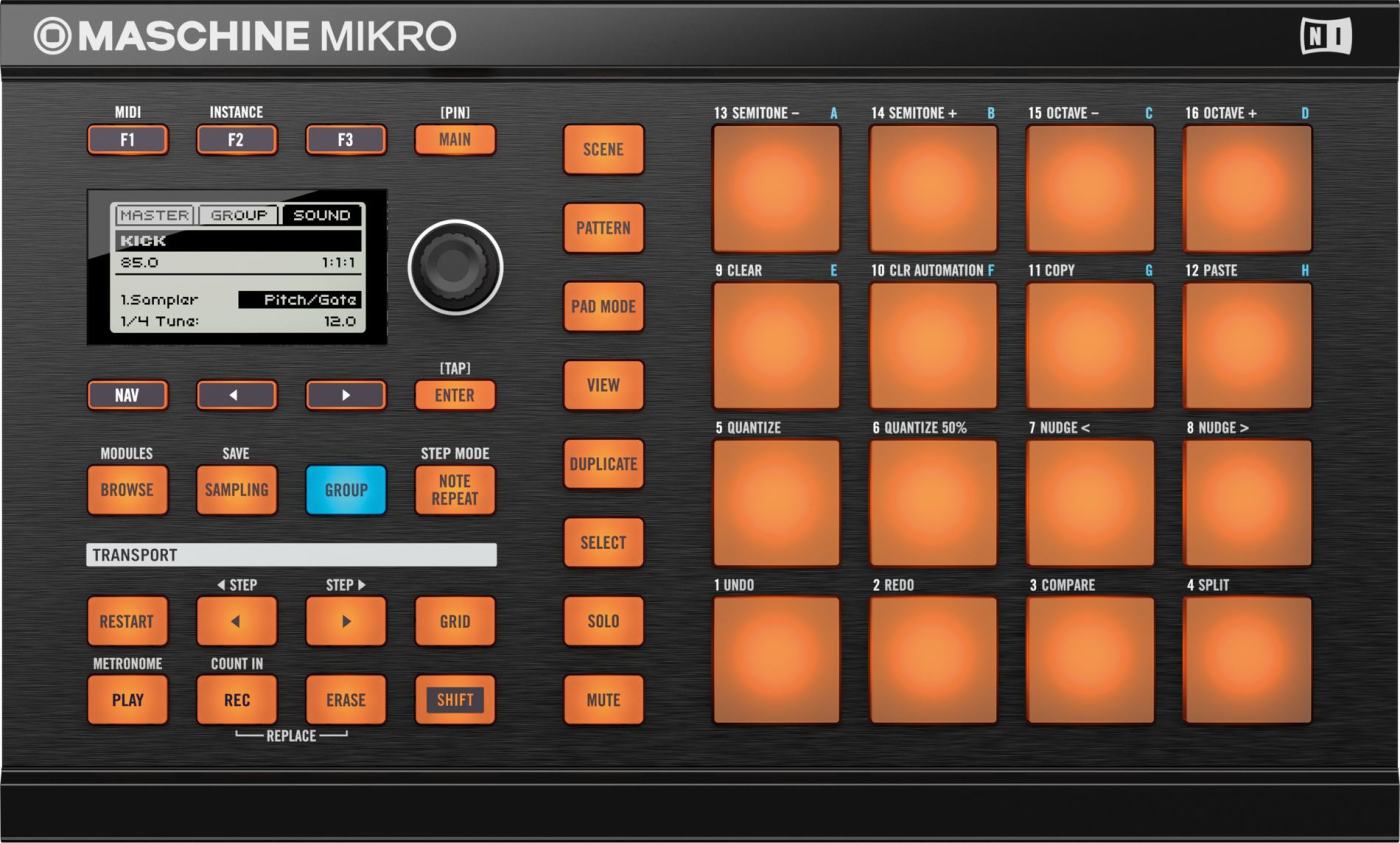 MASCHINE MIKRO
NI
MIDI
INSTANCE
[PIN]
F1
F2
F3
MAIN
MASTER GROUP SOUND
KICK
85.0 1:1:1
1.Sampler Pitch/Gate
1/4 Tune: 12.0
[TAP]
NAV
ENTER
MODULES
SAVE
STEP MODE
BROWSE
SAMPLING
GROUP
NOTE
REPEAT
TRANSPORT
STEP
STEP
RESTART
GRID
METRONOME
COUNT IN
PLAY
REC
ERASE
SHIFT
REPLACE
SCENE
PATTERN
PAD MODE
VIEW
DUPLICATE
SELECT
SOLO
MUTE
13 SEMITONE – A
14 SEMITONE + B
15 OCTAVE – C
16 OCTAVE + D
9 CLEAR E
10 CLR AUTOMATION F
11 COPY G
12 PASTE H
5 QUANTIZE
6 QUANTIZE 50%
7 NUDGE <
8 NUDGE >
1 UNDO
2 REDO
3 COMPARE
4 SPLIT